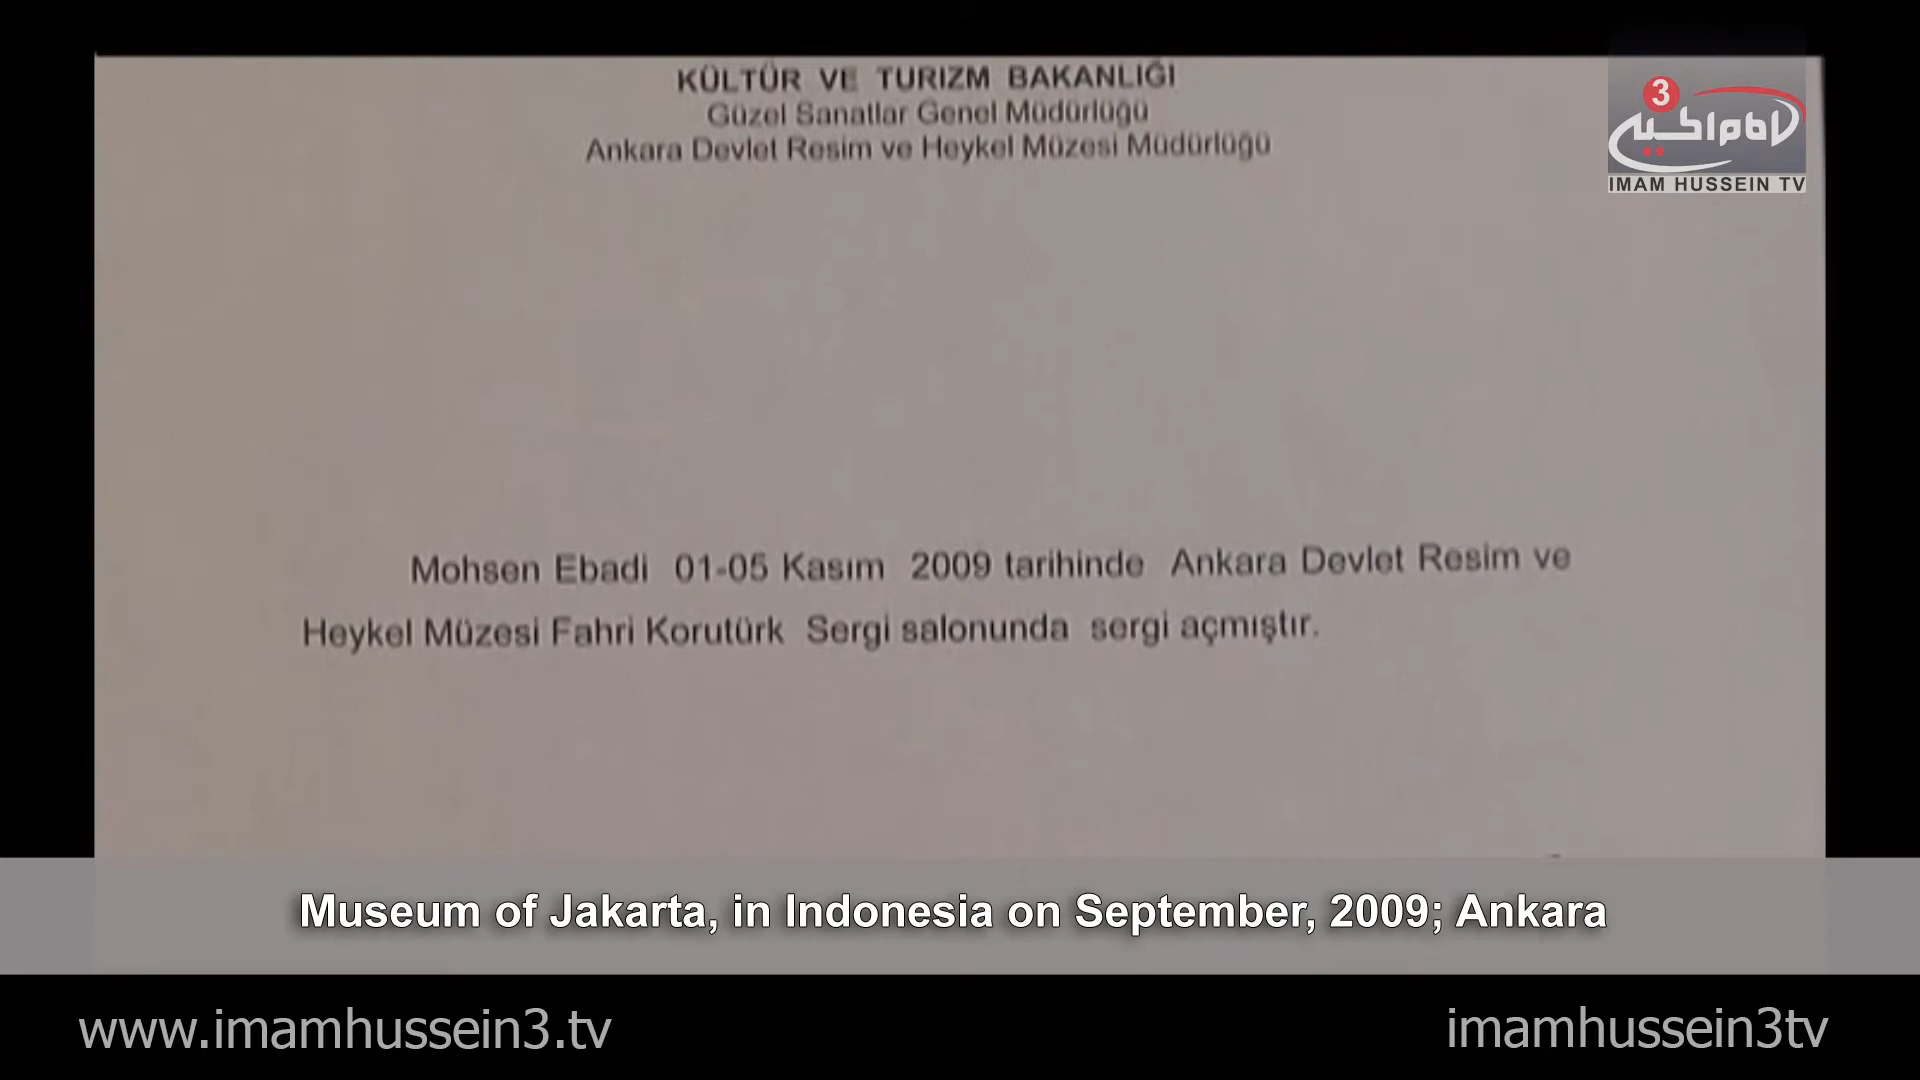 KÜLTÜR VE TURIZM BAKANLIĞI
Güzel Sanatlar Genel Müdürlüğü
Ankara Devlet Resim ve Heykel Müzesi Müdürlüğü
3
IMAM HUSSEIN TV
Mohsen Ebadi 01-05 Kasım 2009 tarihinde Ankara Devlet Resim ve
Heykel Müzesi Fahri Korutürk Sergi salonunda sergi açmıştır.
Museum of Jakarta, in Indonesia on September, 2009; Ankara
www.imamhussein3.tv
imamhussein3tv